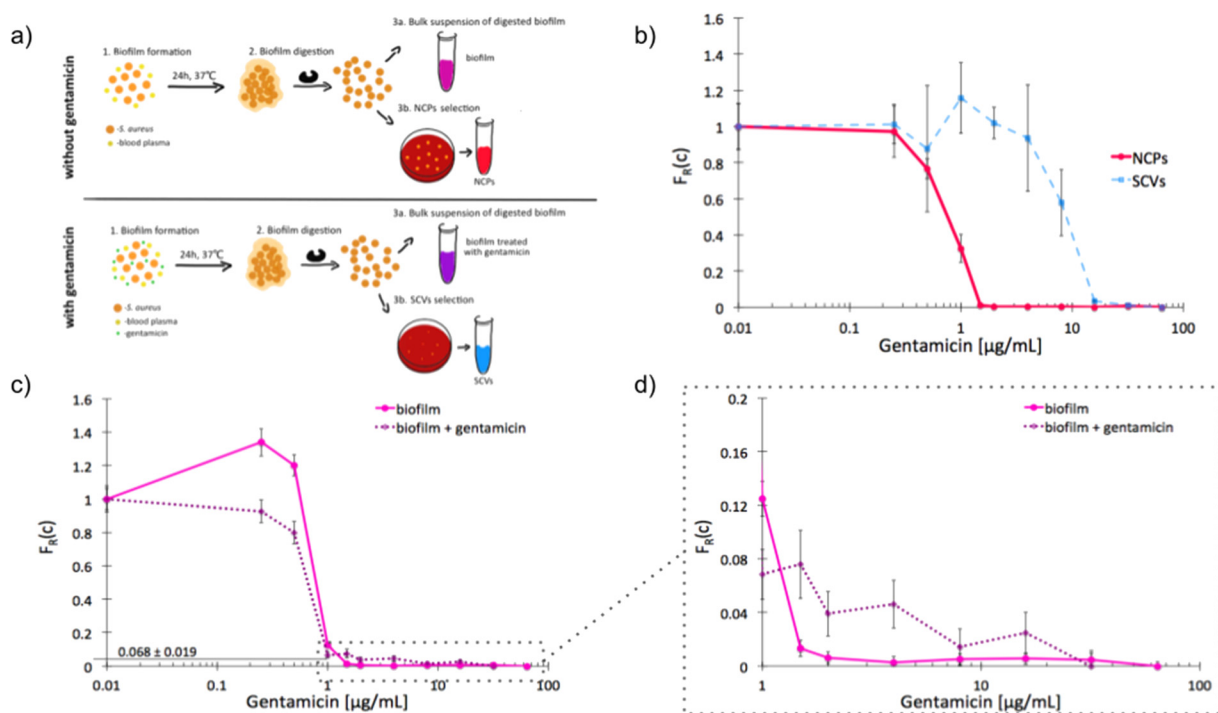 a)
without gentamicin
1. Biofilm formation
24h, 37℃
2. Biofilm digestion
3a. Bulk suspension of digested biofilm
biofilm
3b. NCPs selection
NCPs
-S. aureus
-blood plasma
with gentamicin
1. Biofilm formation
24h, 37℃
2. Biofilm digestion
3a. Bulk suspension of digested biofilm
biofilm treated
with gentamicin
3b. SCVs selection
SCVs
-S. aureus
-blood plasma
-gentamicin
b)
1.6
1.4
1.2
1
0.8
0.6
0.4
0.2
0
FR(c)
NCPs
SCVs
0.01 0.1 1 10 100
Gentamicin [µg/mL]
c)
1.6
1.4
1.2
1
0.8
0.6
0.4
0.2
0
FR(c)
biofilm
biofilm + gentamicin
0.068 ± 0.019
0.01 0.1 1 10 100
Gentamicin [µg/mL]
d)
0.2
0.16
0.12
0.08
0.04
0
FR(c)
biofilm
biofilm + gentamicin
1 10 100
Gentamicin [µg/mL]